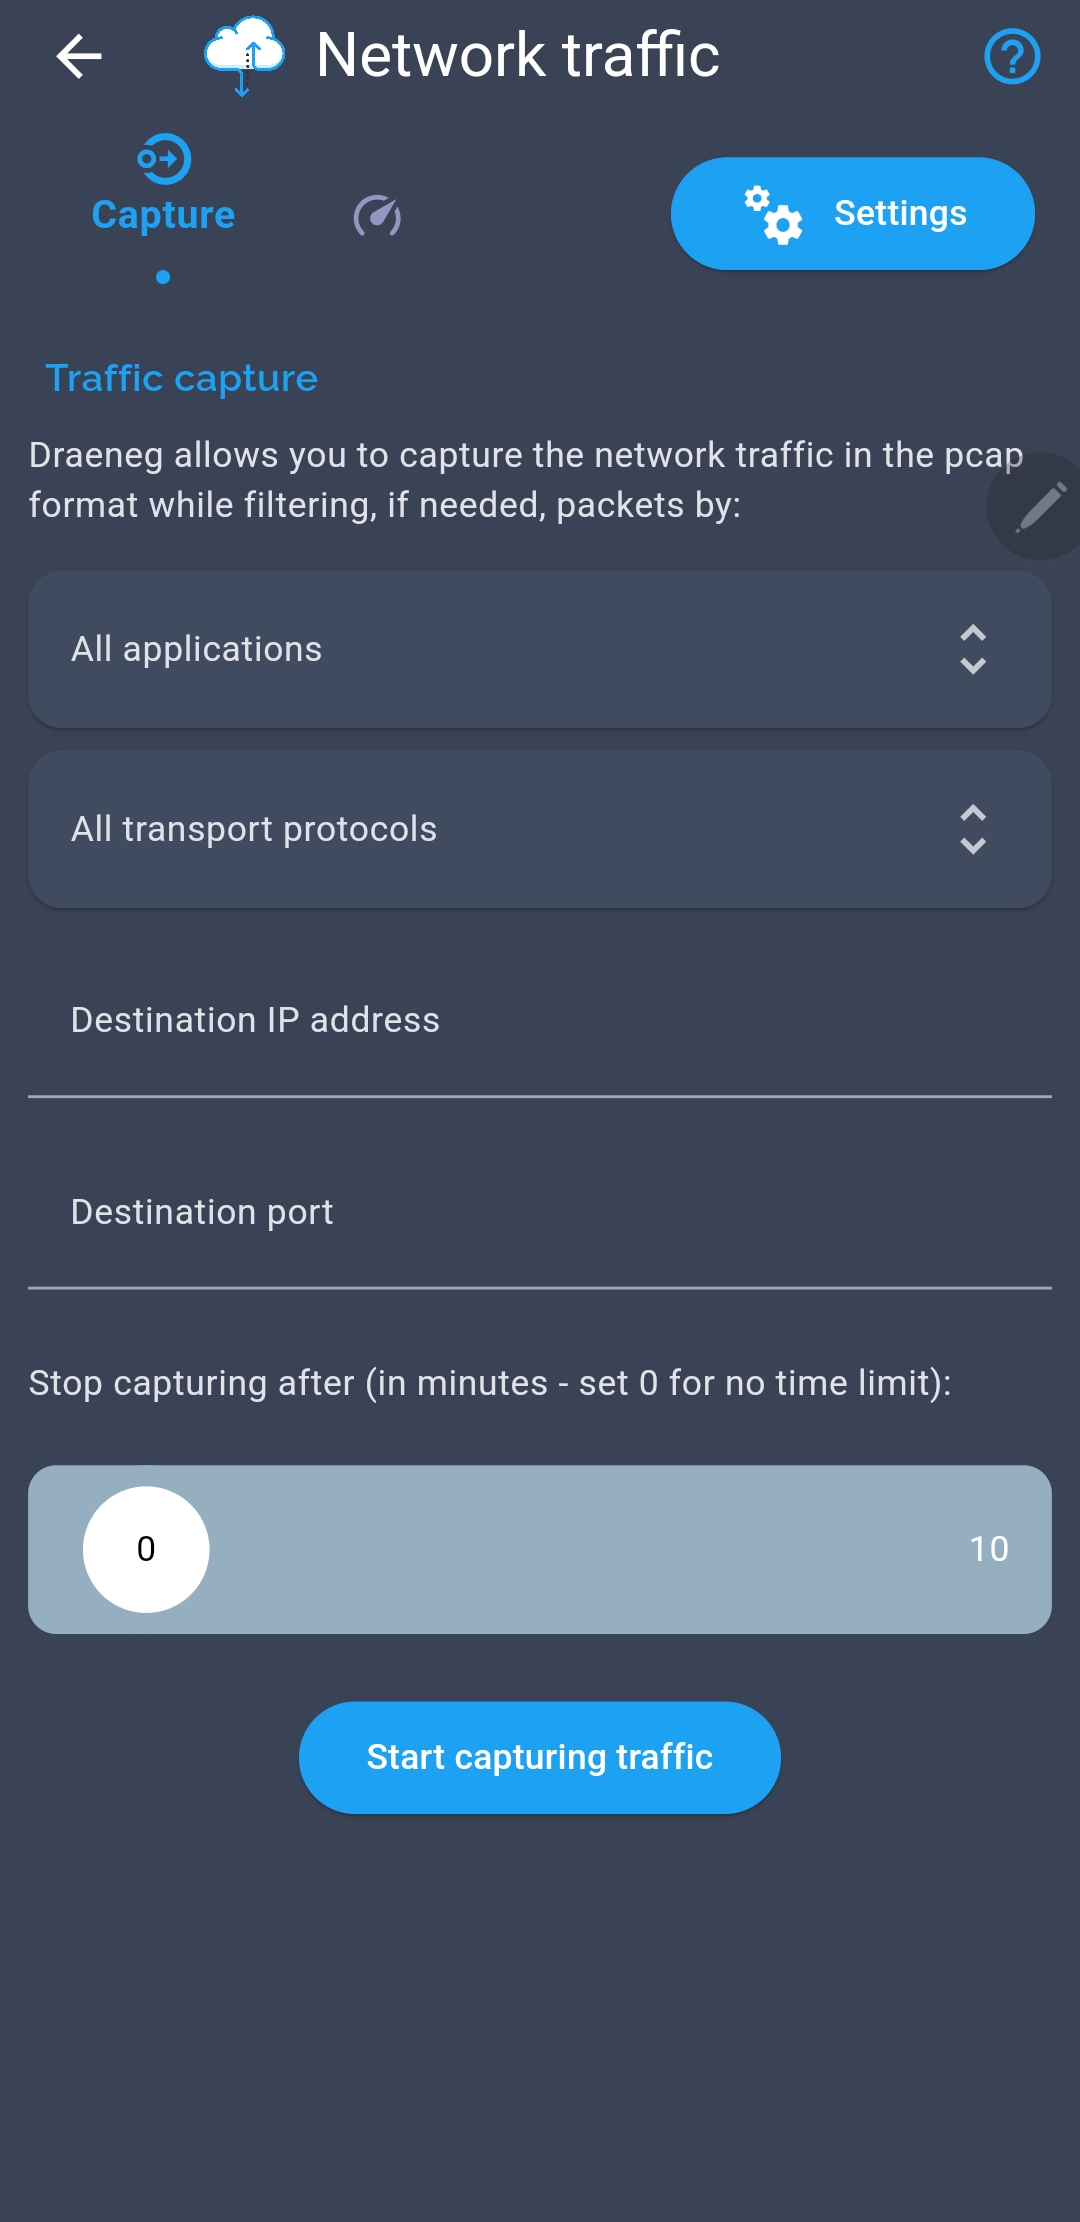 Network traffic
Capture
Settings
Traffic capture
Draeneg allows you to capture the network traffic in the pcap
format while filtering, if needed, packets by:
All applications
All transport protocols
Destination IP address
Destination port
Stop capturing after (in minutes - set 0 for no time limit):
0 10
Start capturing traffic